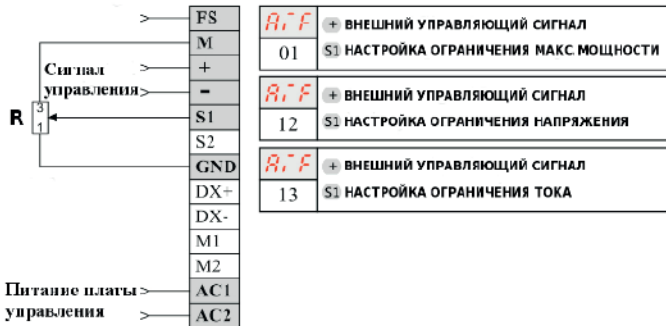 FS
M
Сигнал
+
управления
-
R
3
1
S1
S2
GND
DX+
DX-
M1
M2
Питание платы
AC1
управления
AC2
01
+ ВНЕШНИЙ УПРАВЛЯЮЩИЙ СИГНАЛ
S1 НАСТРОЙКА ОГРАНИЧЕНИЯ МАКС.МОЩНОСТИ
12
+ ВНЕШНИЙ УПРАВЛЯЮЩИЙ СИГНАЛ
S1 НАСТРОЙКА ОГРАНИЧЕНИЯ НАПРЯЖЕНИЯ
13
+ ВНЕШНИЙ УПРАВЛЯЮЩИЙ СИГНАЛ
S1 НАСТРОЙКА ОГРАНИЧЕНИЯ ТОКА